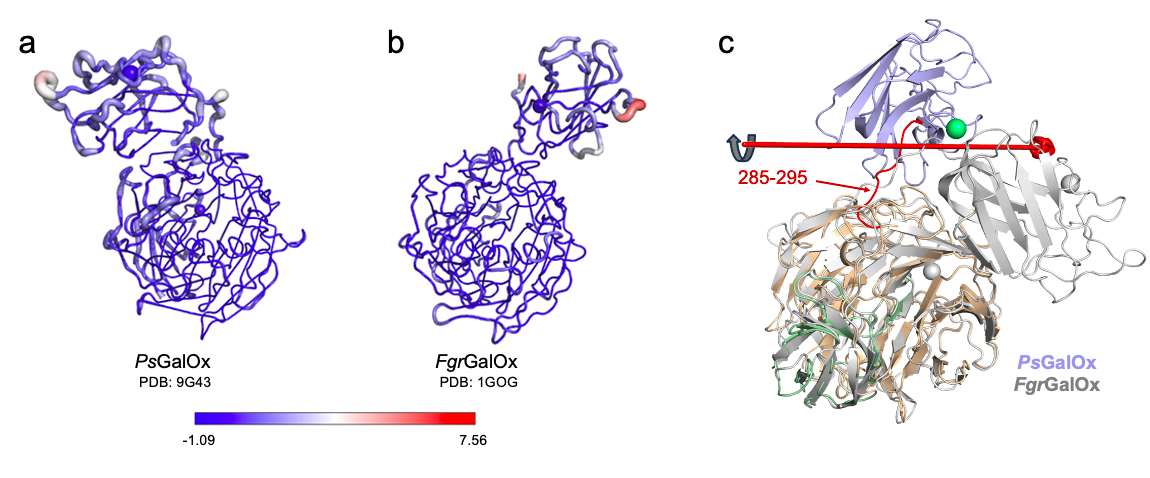 a
b
c
285-295
PsGalOx
PDB: 9G43
FgrGalOx
PDB: 1GOG
PsGalOx
FgrGalOx
-1.09
7.56